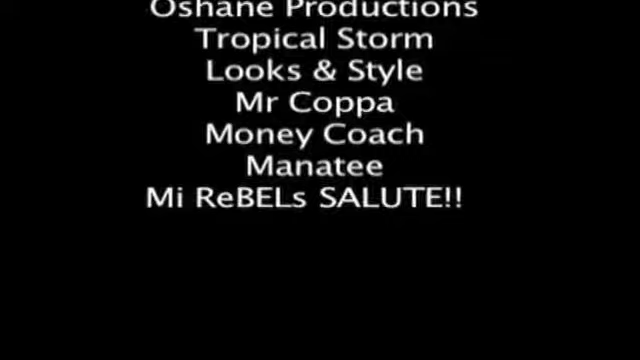 Oshane Productions
Tropical Storm
Looks & Style
Mr Coppa
Money Coach
Manatee
Mi ReBELs SALUTE!!